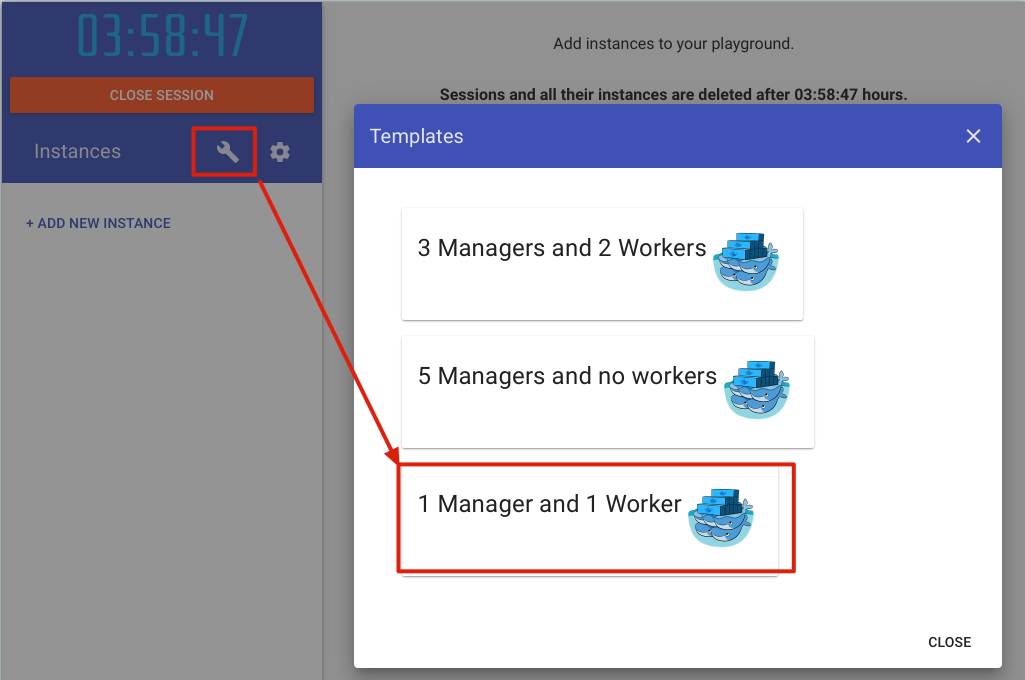 03:58:47
CLOSE SESSION
Instances
+ ADD NEW INSTANCE
Add instances to your playground.
Sessions and all their instances are deleted after 03:58:47 hours.
Templates
3 Managers and 2 Workers
5 Managers and no workers
1 Manager and 1 Worker
CLOSE